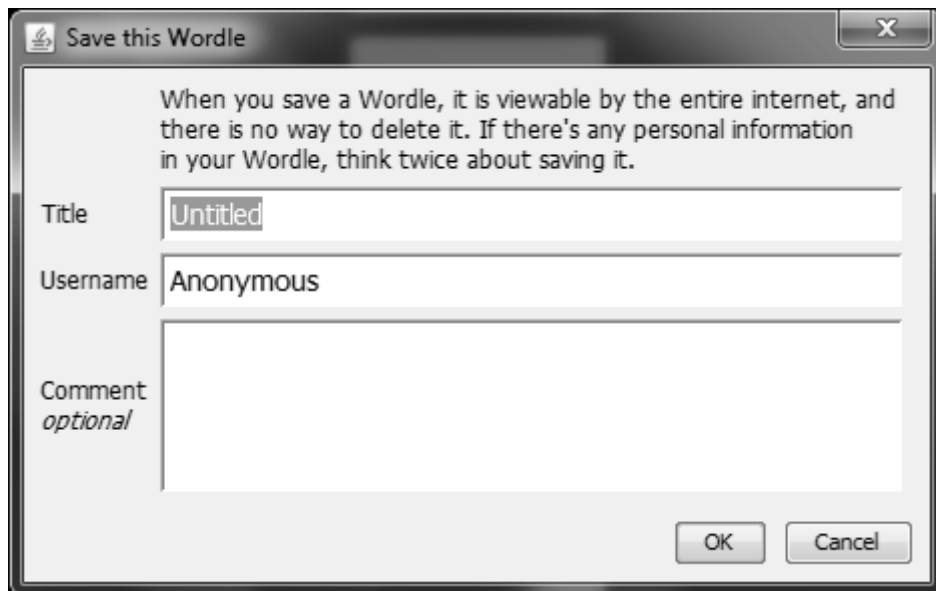 Save this Wordle
When you save a Wordle, it is viewable by the entire internet, and
there is no way to delete it. If there's any personal information
in your Wordle, think twice about saving it.
Title
Untitled
Username
Anonymous
Comment
optional
OK
Cancel